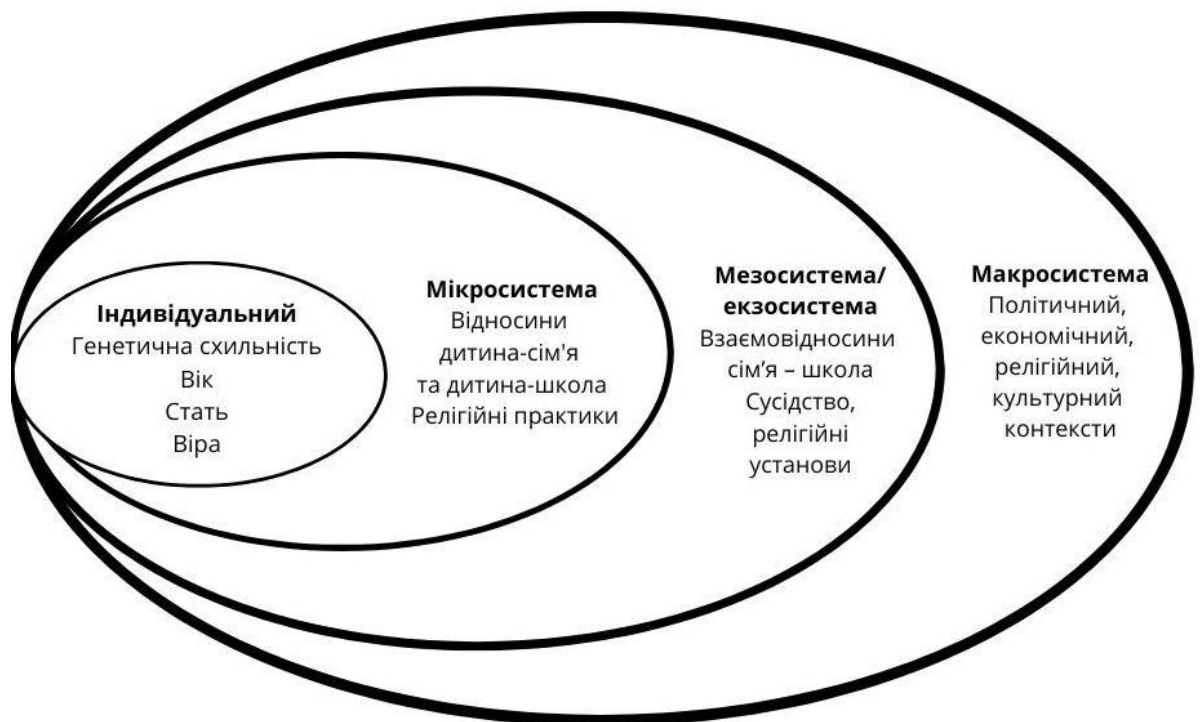 Індивідуальний
Генетична схильність
Вік
Стать
Віра
Мікросистема
Відносини
дитина-сім'я
та дитина-школа
Релігійні практики
Мезосистема/
екзосистема
Взаємовідносини
сім’я – школа
Сусідство,
релігійні
установи
Макросистема
Політичний,
економічний,
релігійний,
культурний
контексти